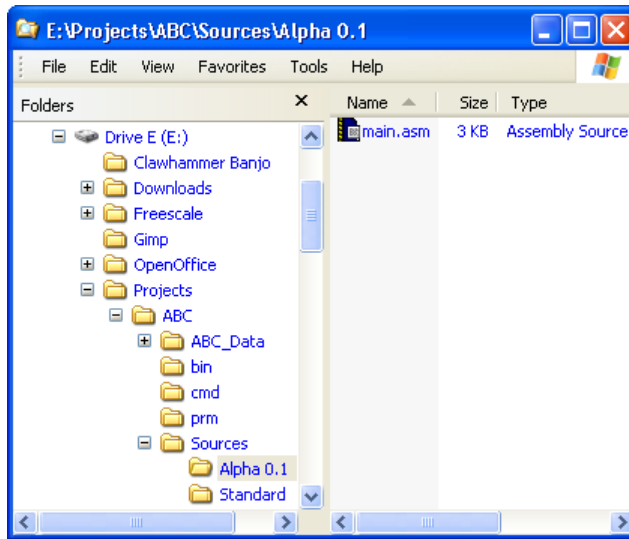 E:\Projects\ABC\Sources\Alpha 0.1
File Edit View Favorites Tools Help
Folders
Name Size Type
Drive E (E:)
Clawhammer Banjo
Downloads
Freescale
Gimp
OpenOffice
Projects
ABC
ABC_Data
bin
cmd
prm
Sources
Alpha 0.1
Standard
main.asm 3 KB Assembly Source